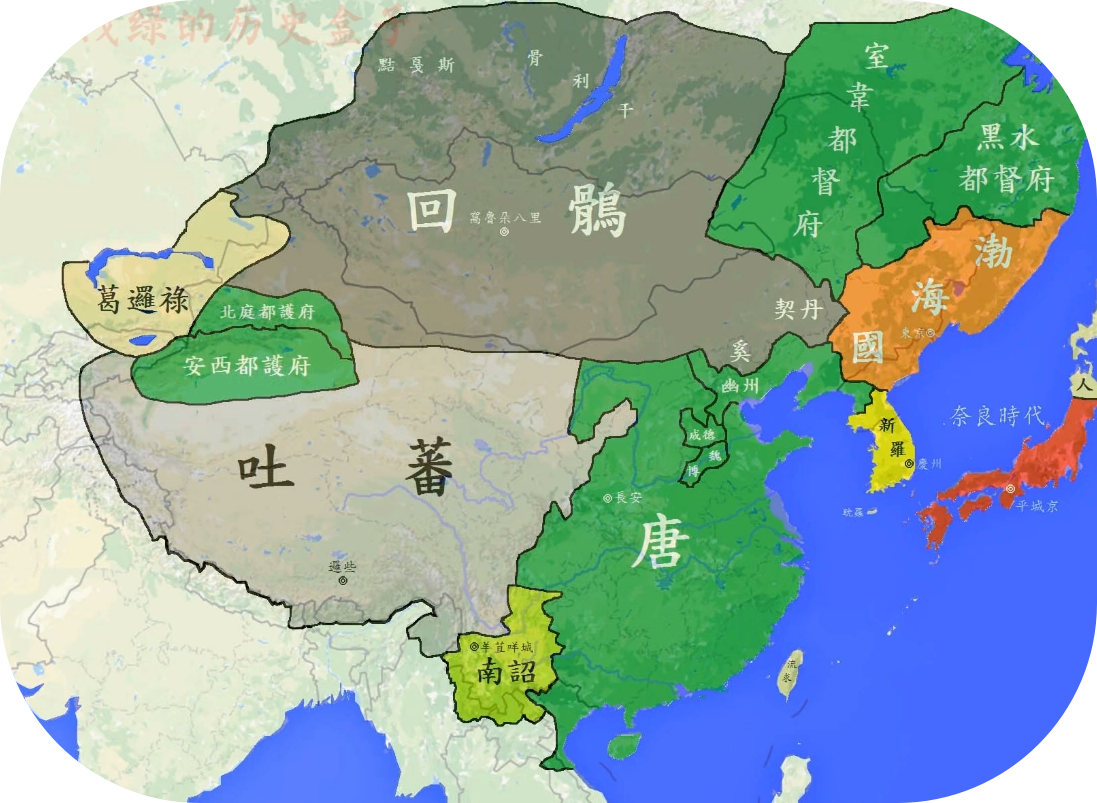 浅緑的历史盒子
黠戛斯
骨利干
室韋都督府
黑水
都督府
回鶻
窩魯朵八里
渤海國
東京
葛邏祿
北庭都護府
安西都護府
契丹
奚
幽州
成德
魏博
新羅
慶州
奈良時代
人
平城京
耽羅
吐蕃
邏些
長安
唐
羊苴咩城
南詔
流求